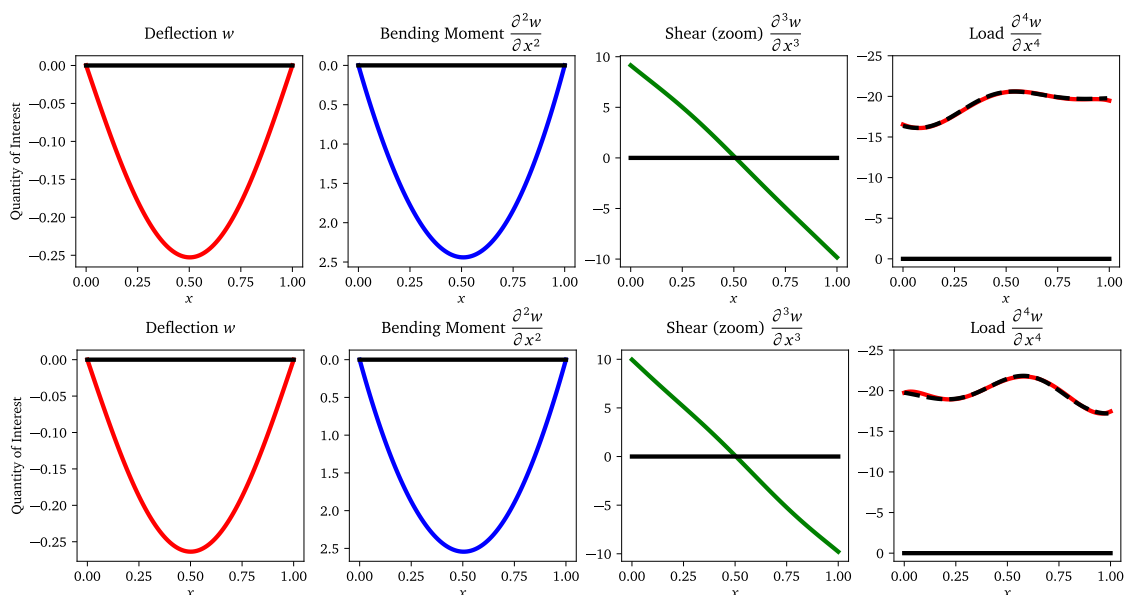 Deflection w
Bending Moment ∂²w/∂x²
Shear (zoom) ∂³w/∂x³
Load ∂⁴w/∂x⁴
Quantity of Interest
0.00
−0.05
−0.10
−0.15
−0.20
−0.25
0.00 0.25 0.50 0.75 1.00
x
0.0
0.5
1.0
1.5
2.0
2.5
0.00 0.25 0.50 0.75 1.00
x
10
5
0
−5
−10
0.00 0.25 0.50 0.75 1.00
x
−25
−20
−15
−10
−5
0
0.00 0.25 0.50 0.75 1.00
x
Deflection w
Bending Moment ∂²w/∂x²
Shear (zoom) ∂³w/∂x³
Load ∂⁴w/∂x⁴
Quantity of Interest
0.00
−0.05
−0.10
−0.15
−0.20
−0.25
0.00 0.25 0.50 0.75 1.00
x
0.0
0.5
1.0
1.5
2.0
2.5
0.00 0.25 0.50 0.75 1.00
x
10
5
0
−5
−10
0.00 0.25 0.50 0.75 1.00
x
−25
−20
−15
−10
−5
0
0.00 0.25 0.50 0.75 1.00
x